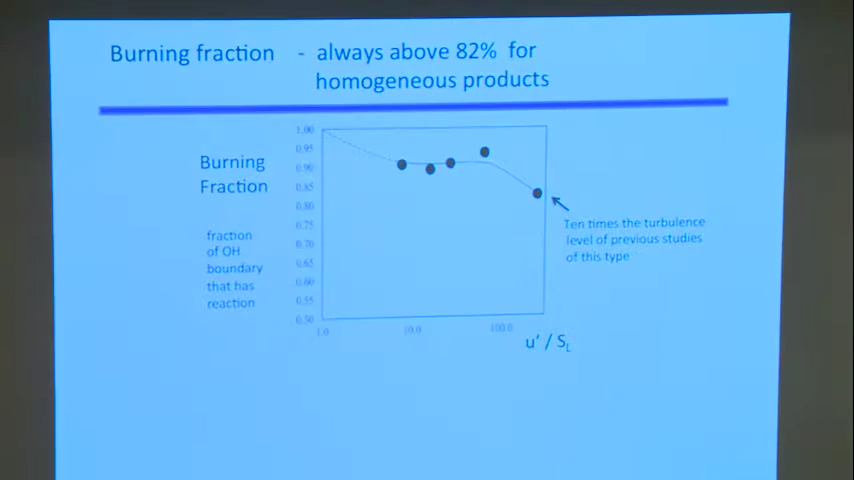 Burning fraction - always above 82% for
homogeneous products
Burning
Fraction
fraction
of OH
boundary
that has
reaction
1.00
0.95
0.90
0.85
0.80
0.75
0.70
0.65
0.60
0.55
0.50
1.0
10.0
100.0
u' / SL
Ten times the turbulence
level of previous studies
of this type